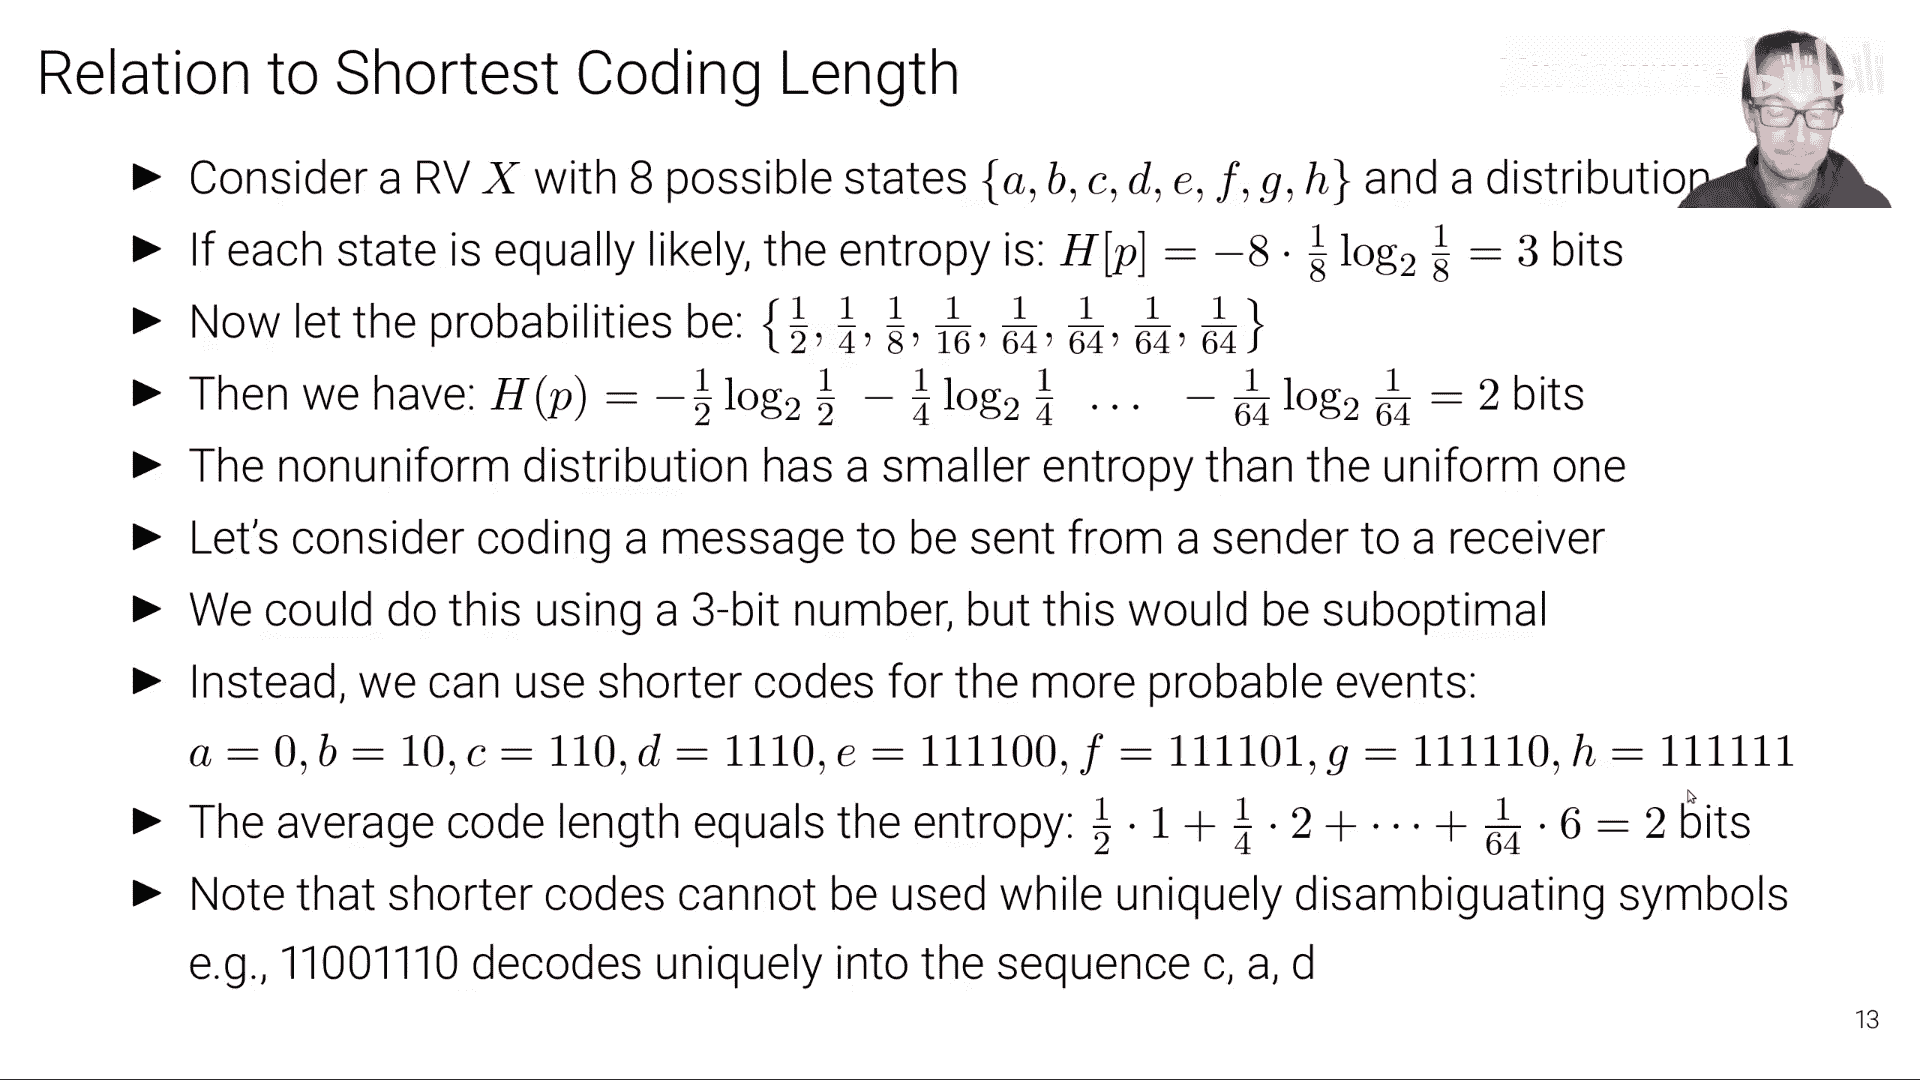 Relation to Shortest Coding Length
bilibili
▶ Consider a RV X with 8 possible states {a, b, c, d, e, f, g, h} and a distribution
▶ If each state is equally likely, the entropy is: H[p] = −8 · 1/8 log₂ 1/8 = 3 bits
▶ Now let the probabilities be: {1/2, 1/4, 1/8, 1/16, 1/64, 1/64, 1/64, 1/64}
▶ Then we have: H(p) = −1/2 log₂ 1/2 − 1/4 log₂ 1/4 ... − 1/64 log₂ 1/64 = 2 bits
▶ The nonuniform distribution has a smaller entropy than the uniform one
▶ Let's consider coding a message to be sent from a sender to a receiver
▶ We could do this using a 3-bit number, but this would be suboptimal
▶ Instead, we can use shorter codes for the more probable events:
a = 0, b = 10, c = 110, d = 1110, e = 111100, f = 111101, g = 111110, h = 111111
▶ The average code length equals the entropy: 1/2 · 1 + 1/4 · 2 + · · · + 1/64 · 6 = 2 bits
▶ Note that shorter codes cannot be used while uniquely disambiguating symbols
e.g., 11001110 decodes uniquely into the sequence c, a, d
13